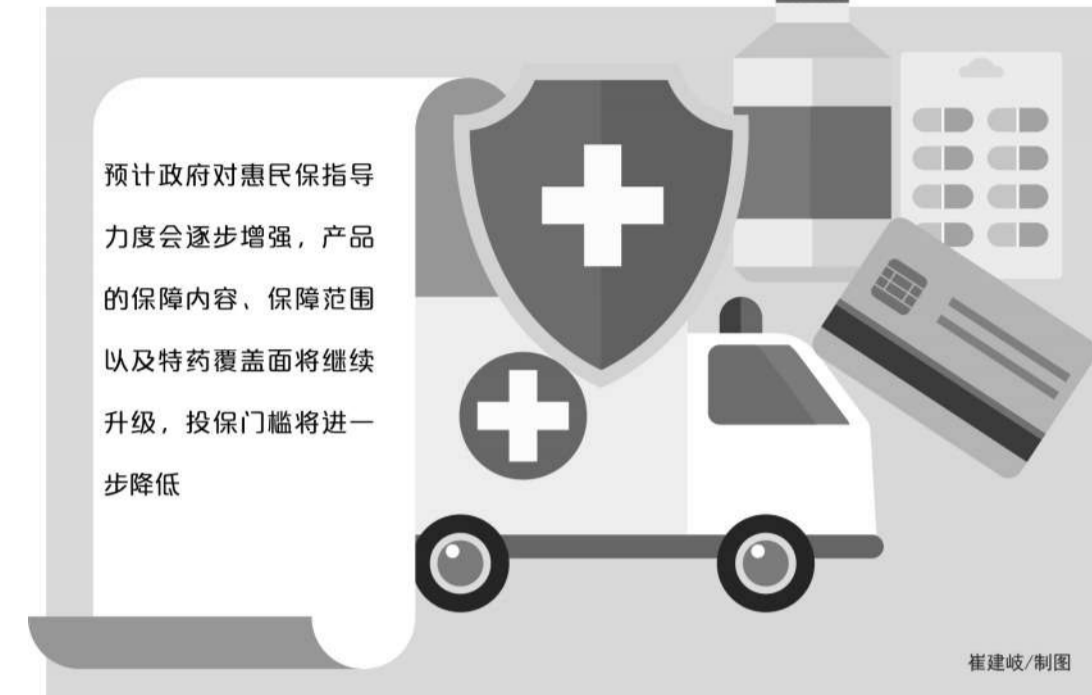 预计政府对惠民保指导
力度会逐步增强，产品
的保障内容、保障范围
以及特药覆盖面将继续
升级，投保门槛将进一
步降低
崔建岐/制图